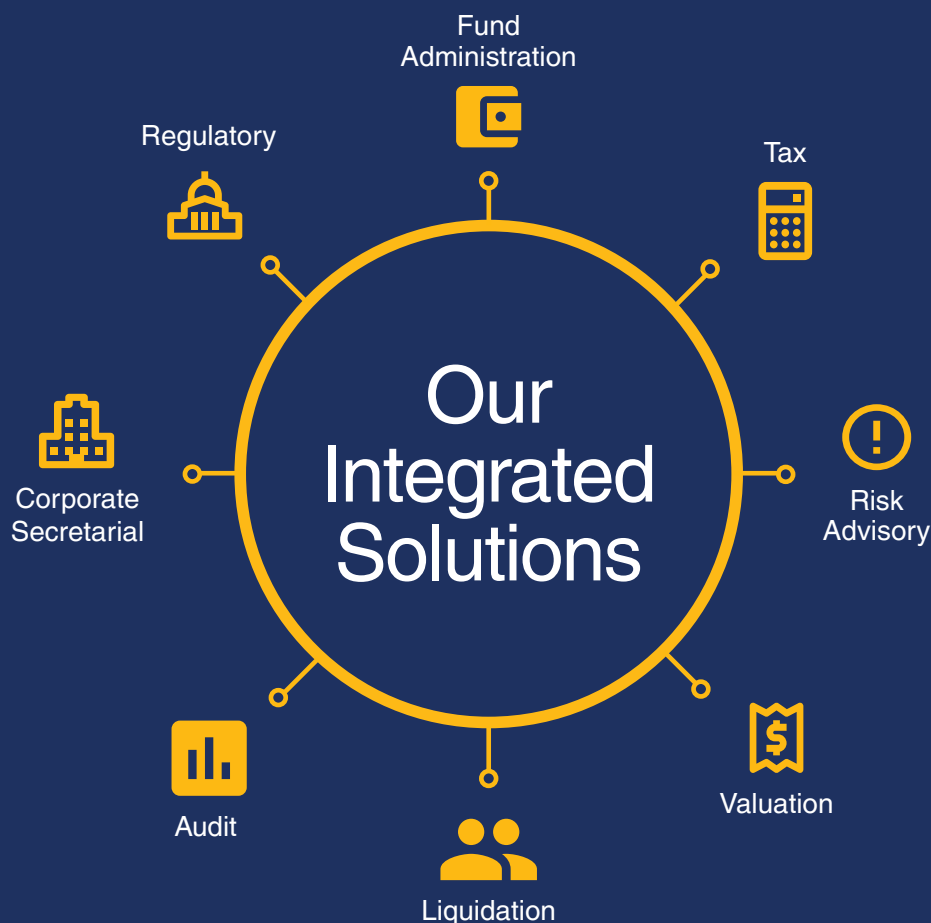 Fund
Administration
Regulatory
Tax
Our
Integrated
Solutions
Corporate
Secretarial
Risk
Advisory
Valuation
Audit
Liquidation